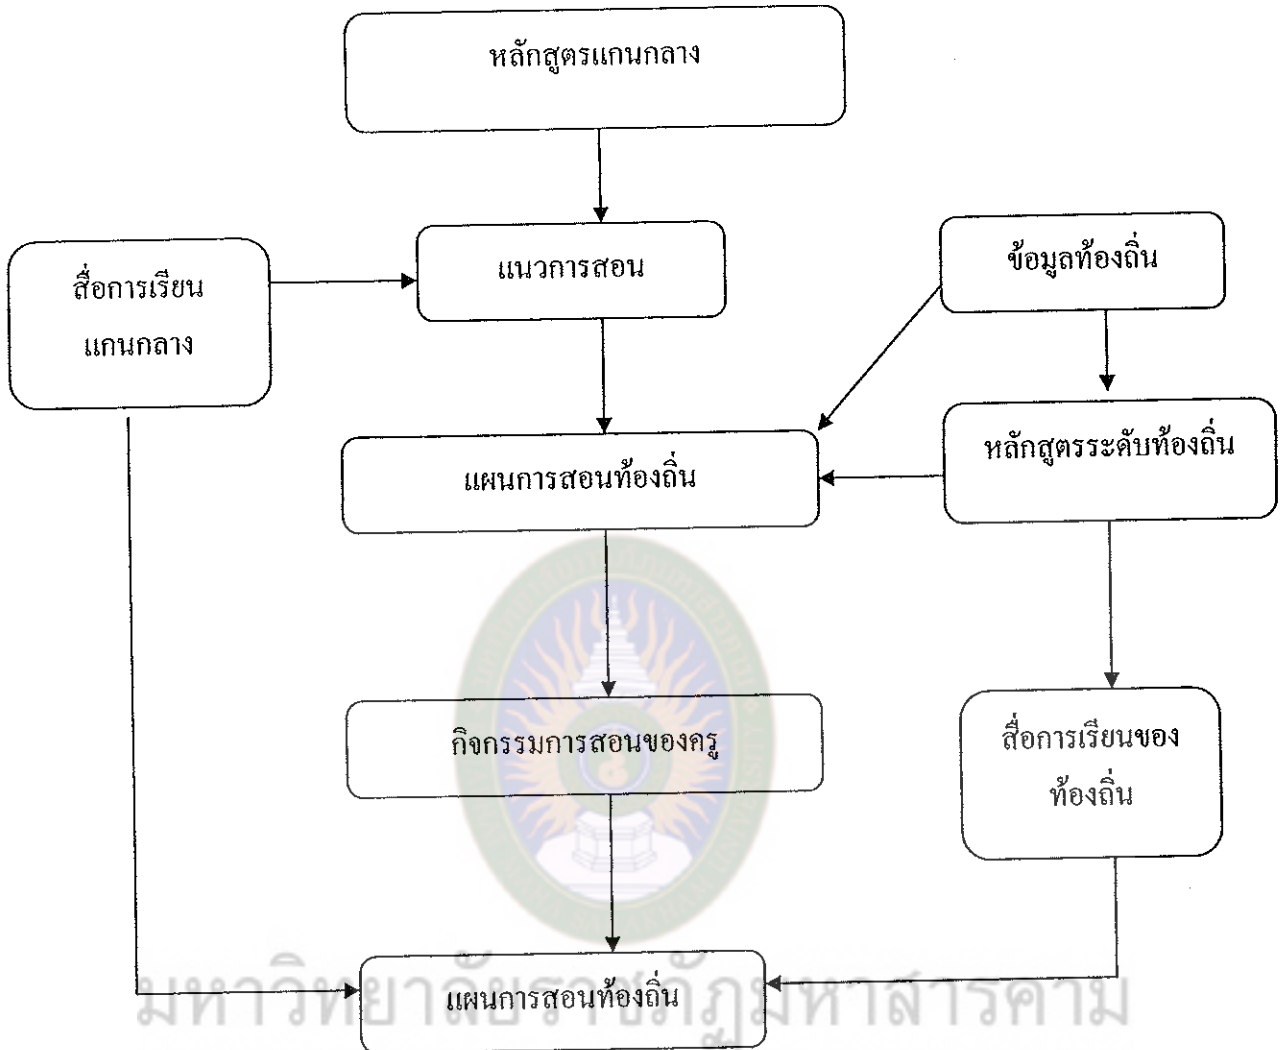 หลักสูตรแกนกลาง
สื่อการเรียน
แกนกลาง
แนวการสอน
ข้อมูลท้องถิ่น
แผนการสอนท้องถิ่น
หลักสูตรระดับท้องถิ่น
กิจกรรมการสอนของครู
สื่อการเรียนของ
ท้องถิ่น
แผนการสอนท้องถิ่น
มหาวิทยาลัยราชภัฏมหาสารคาม